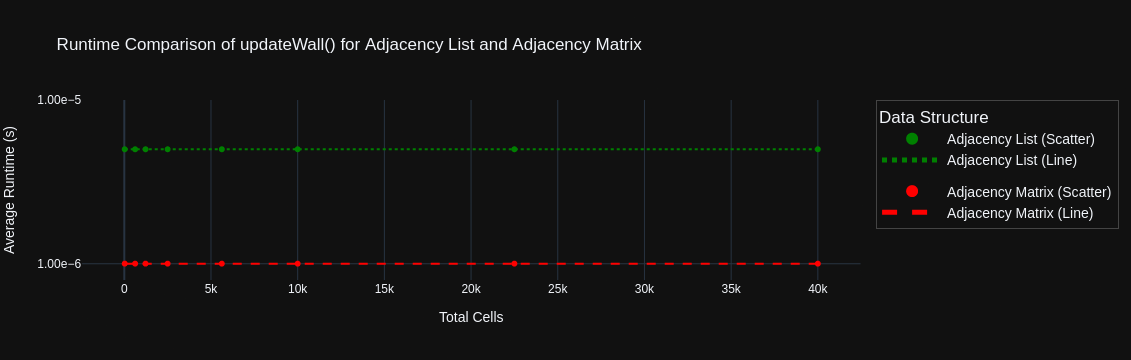 Runtime Comparison of updateWall() for Adjacency List and Adjacency Matrix
Average Runtime (s)
1.00e−5
1.00e−6
0
5k
10k
15k
20k
25k
30k
35k
40k
Total Cells
Data Structure
Adjacency List (Scatter)
Adjacency List (Line)
Adjacency Matrix (Scatter)
Adjacency Matrix (Line)